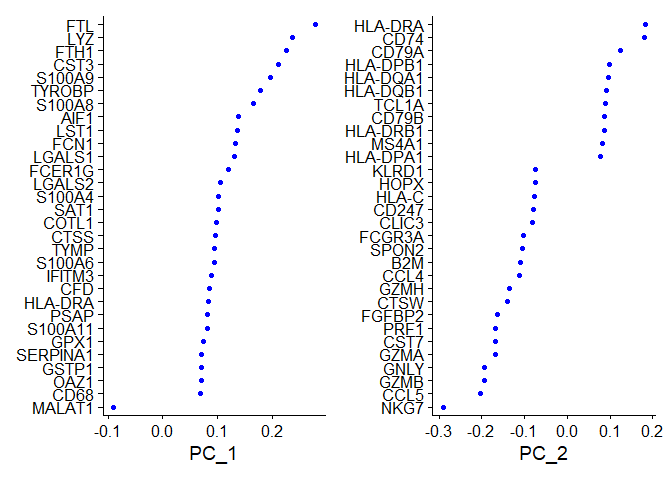 FTL
LYZ
FTH1
CST3
S100A9
TYROBP
S100A8
AIF1
LST1
FCN1
LGALS1
FCER1G
LGALS2
S100A4
SAT1
COTL1
CTSS
TYMP
S100A6
IFITM3
CFD
HLA-DRA
PSAP
S100A11
GPX1
SERPINA1
GSTP1
OAZ1
CD68
MALAT1
-0.1 0.0 0.1 0.2
PC_1
HLA-DRA
CD74
CD79A
HLA-DPB1
HLA-DQA1
HLA-DQB1
TCL1A
CD79B
HLA-DRB1
MS4A1
HLA-DPA1
KLRD1
HOPX
HLA-C
CD247
CLIC3
FCGR3A
SPON2
B2M
CCL4
GZMH
CTSW
FGFBP2
PRF1
CST7
GZMA
GNLY
GZMB
CCL5
NKG7
-0.3 -0.2 -0.1 0.0 0.1 0.2
PC_2